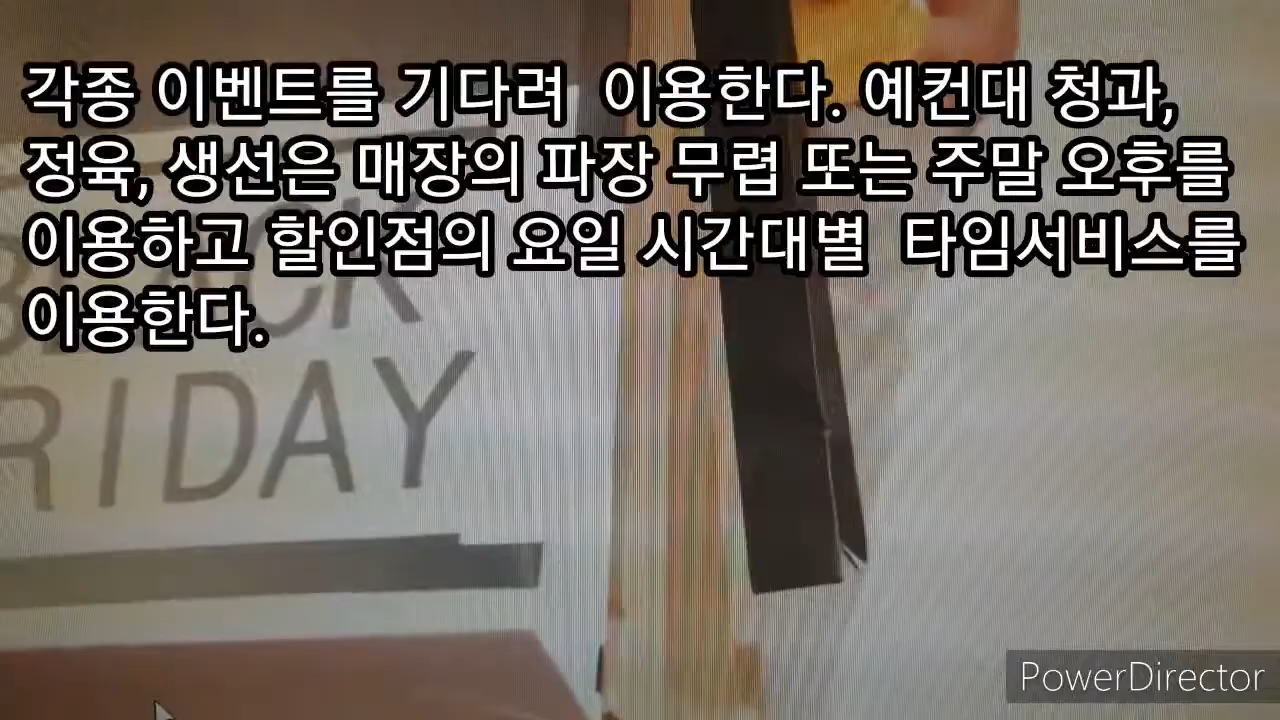 각종 이벤트를 기다려 이용한다. 예컨대 청과,
정육, 생선은 매장의 파장 무렵 또는 주말 오후를
이용하고 할인점의 요일 시간대별 타임서비스를
이용한다.
RIDAY
PowerDirector